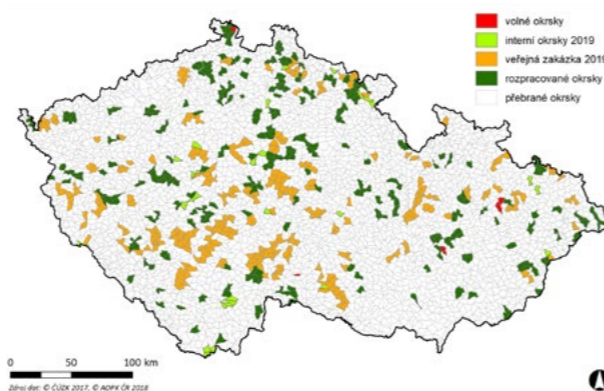 volné okrsky
interní okrsky 2019
veřejná zakázka 2019
rozpracované okrsky
přebrané okrsky
0 50 100 km
Zdroj dat: © ČÚZK 2017, © AOPK ČR 2018